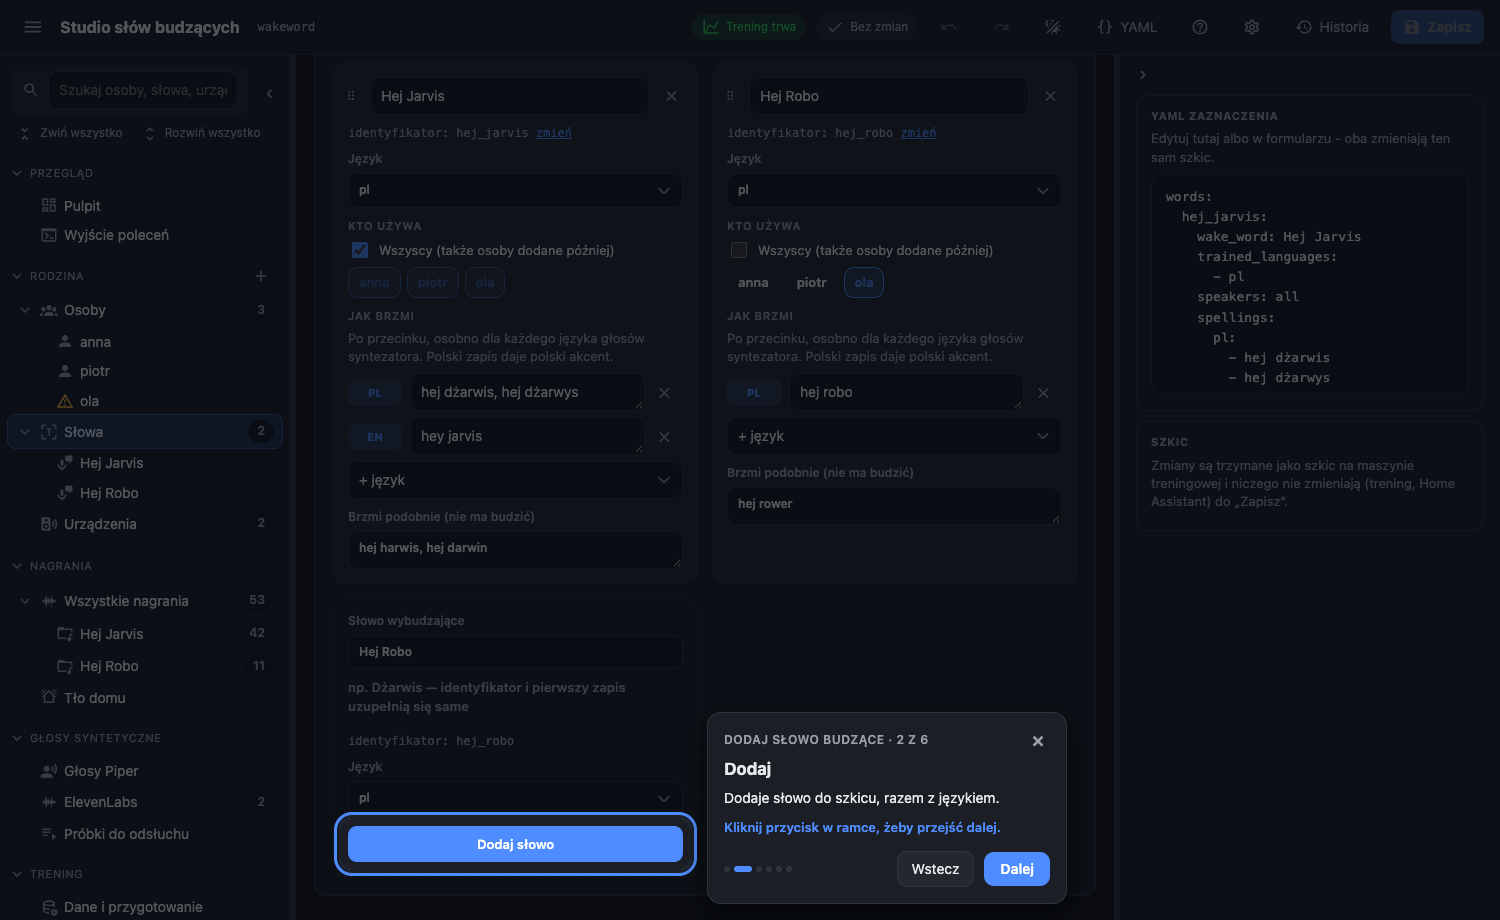 Studio słów budzących
wakeword
Trening trwa
Bez zmian
YAML
Historia
Zapisz
Szukaj osoby, słowa, urząd
Zwiń wszystko
Rozwiń wszystko
PRZEGLĄD
Pulpit
Wyjście poleceń
RODZINA
Osoby
3
anna
piotr
ola
Słowa
2
Hej Jarvis
Hej Robo
Urządzenia
2
NAGRANIA
Wszystkie nagrania
53
Hej Jarvis
42
Hej Robo
11
Tło domu
GŁOSY SYNTETYCZNE
Głosy Piper
ElevenLabs
2
Próbki do odsłuchu
TRENING
Dane i przygotowanie
Hej Jarvis
identyfikator: hej_jarvis zmień
Język
pl
KTO UŻYWA
Wszyscy (także osoby dodane później)
anna
piotr
ola
JAK BRZMI
Po przecinku, osobno dla każdego języka głosów
syntezatora. Polski zapis daje polski akcent.
PL
hej dżarwis, hej dżarwys
EN
hey jarvis
+ język
Brzmi podobnie (nie ma budzić)
hej harwis, hej darwin
Hej Robo
identyfikator: hej_robo zmień
Język
pl
KTO UŻYWA
Wszyscy (także osoby dodane później)
anna
piotr
ola
JAK BRZMI
Po przecinku, osobno dla każdego języka głosów
syntezatora. Polski zapis daje polski akcent.
PL
hej robo
+ język
Brzmi podobnie (nie ma budzić)
hej rower
Słowo wybudzające
Hej Robo
np. Dżarwis — identyfikator i pierwszy zapis
uzupełnią się same
identyfikator: hej_robo
Język
pl
Dodaj słowo
DODAJ SŁOWO BUDZĄCE · 2 Z 6
Dodaj
Dodaje słowo do szkicu, razem z językiem.
Kliknij przycisk w ramce, żeby przejść dalej.
Wstecz
Dalej
YAML ZAZNACZENIA
Edytuj tutaj albo w formularzu - oba zmieniają ten
sam szkic.
words:
hej_jarvis:
wake_word: Hej Jarvis
trained_languages:
- pl
speakers: all
spellings:
pl:
- hej dżarwis
- hej dżarwys
SZKIC
Zmiany są trzymane jako szkic na maszynie
treningowej i niczego nie zmieniają (trening, Home
Assistant) do „Zapisz”.